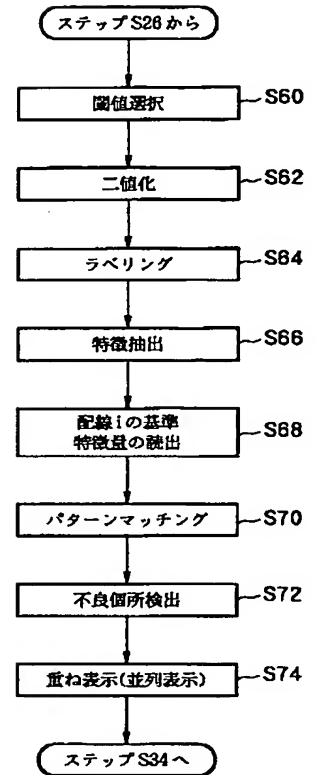 ステップS26から
閾値選択
S60
二値化
S62
ラベリング
S64
特徴抽出
S66
配線iの基準
特徴量の読出
S68
パターンマッチング
S70
不良個所検出
S72
重ね表示(並列表示)
S74
ステップS34へ